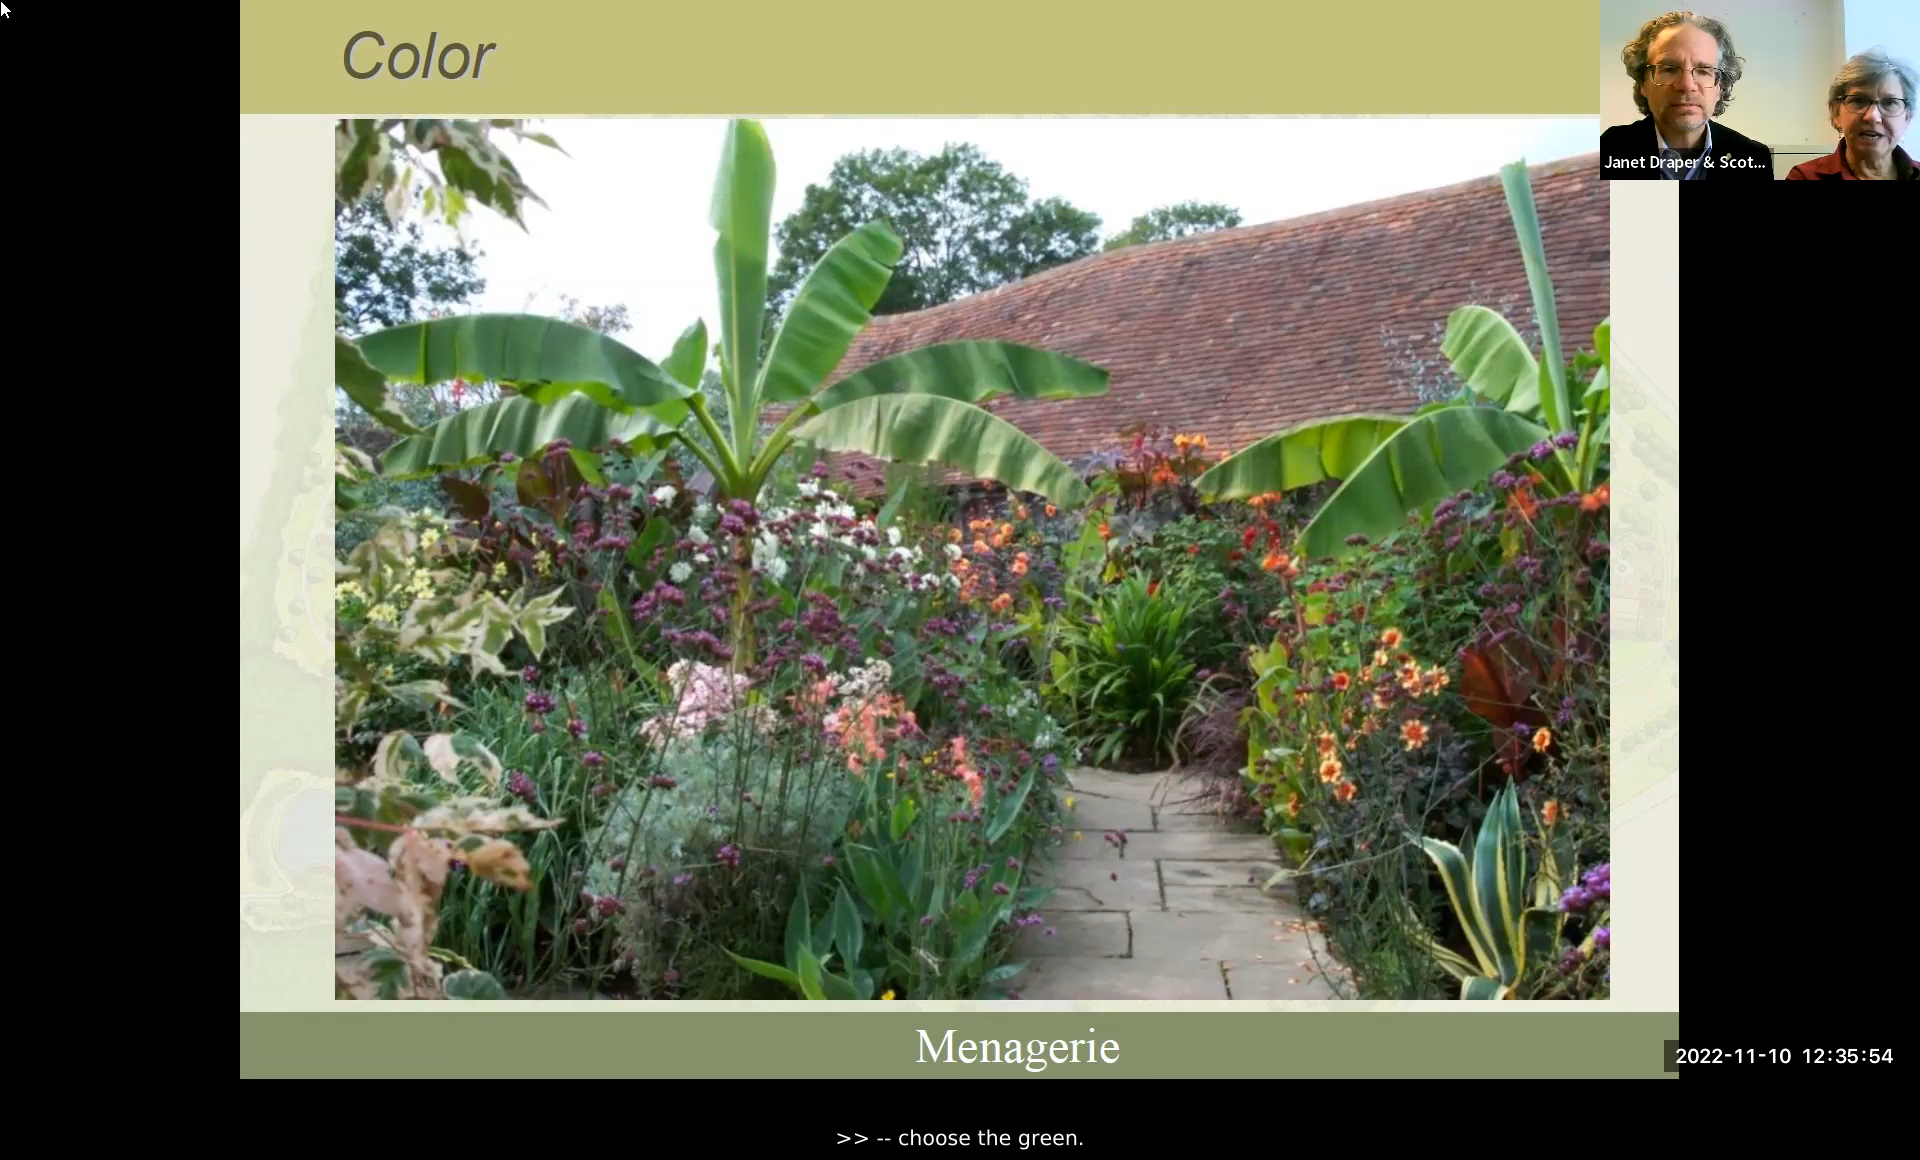 Color
Janet Draper & Scot...
Menagerie
2022-11-10 12:35:54
>> -- choose the green.